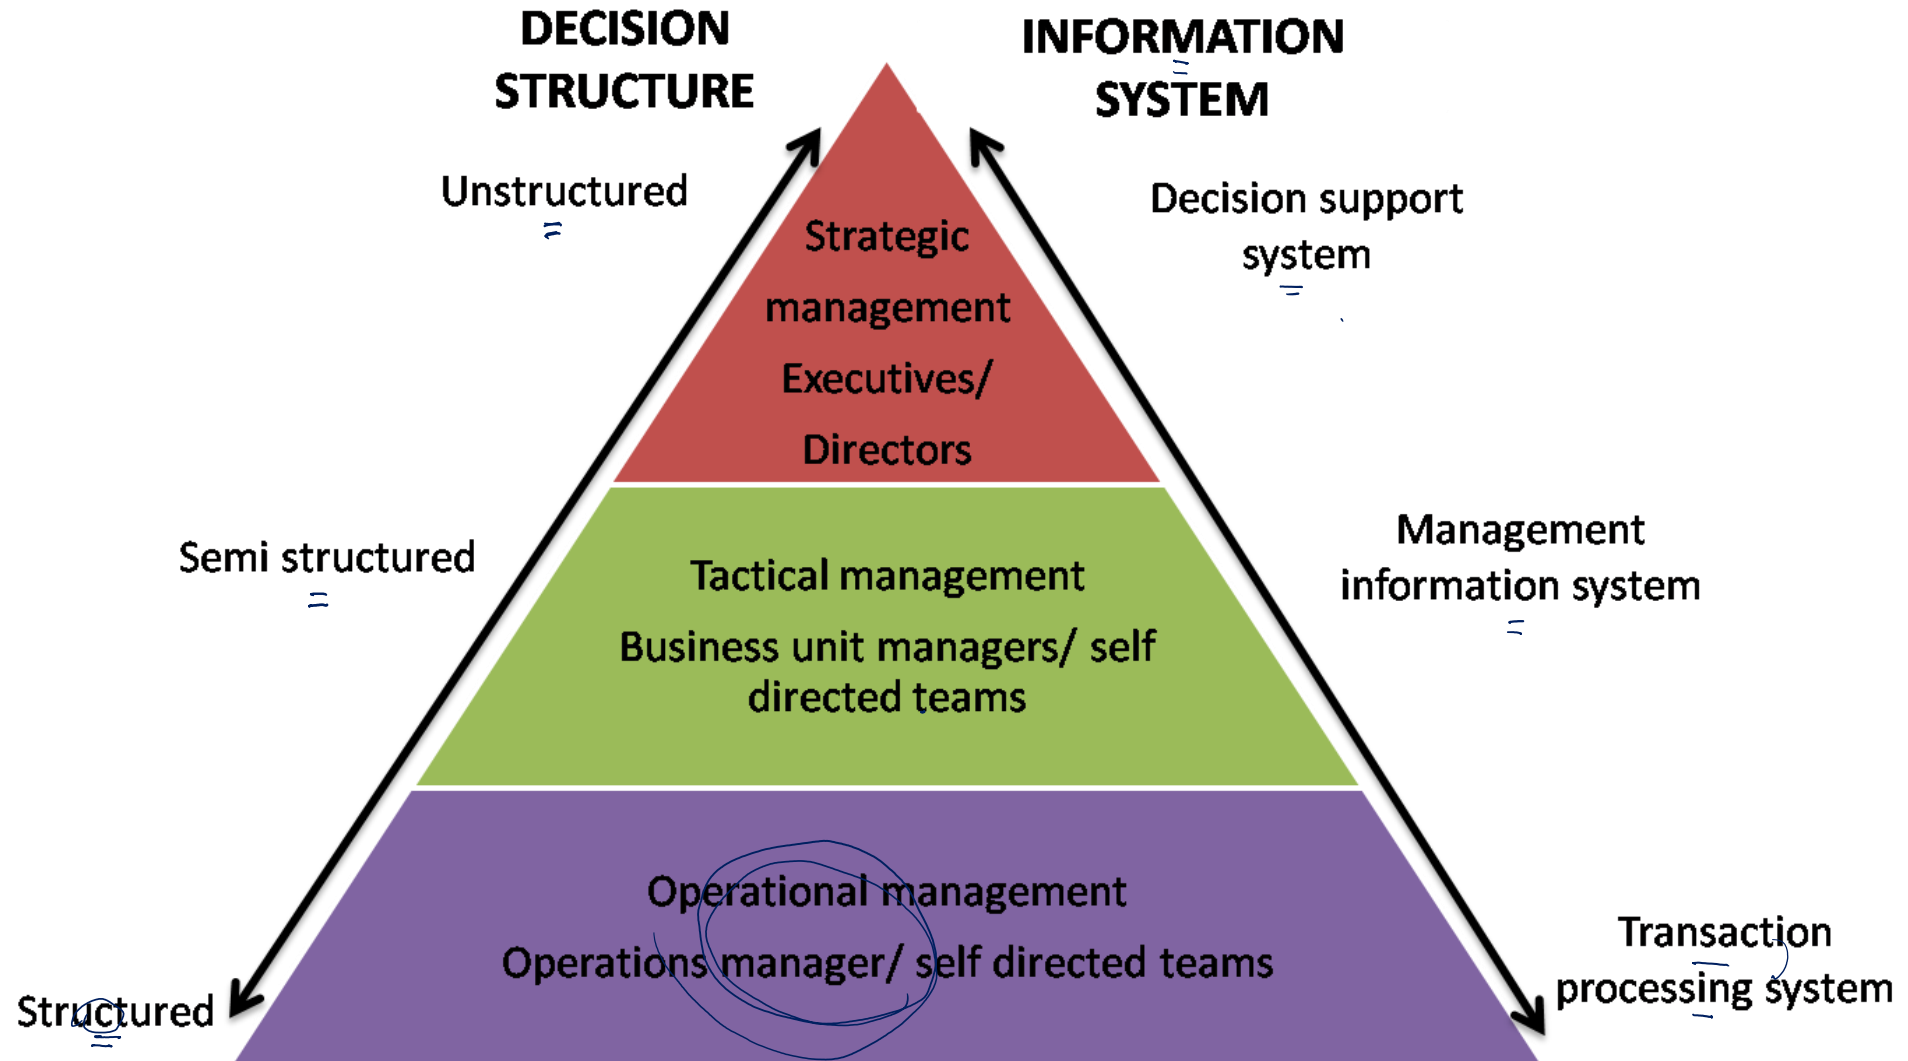 DECISION
STRUCTURE
INFORMATION
SYSTEM
Unstructured
Decision support
system
Strategic
management
Executives/
Directors
Semi structured
Management
information system
Tactical management
Business unit managers/ self
directed teams
Operational management
Operations manager/ self directed teams
Structured
Transaction
processing system